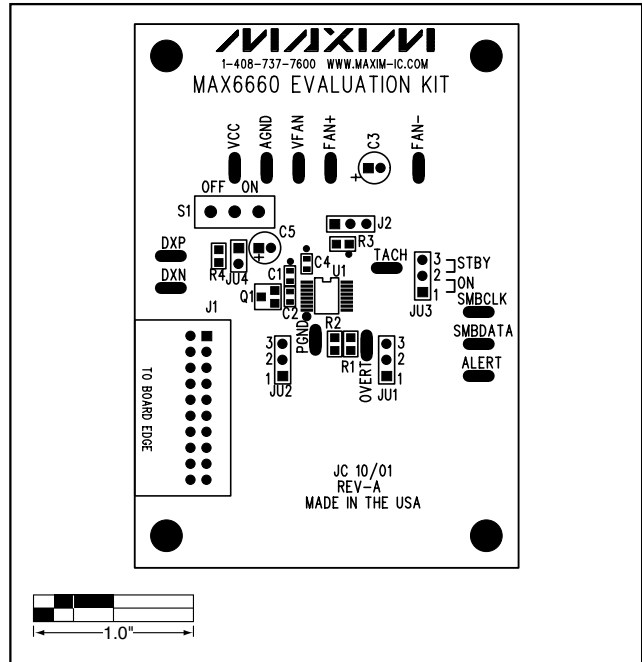 MAXIM
1-408-737-7600 WWW.MAXIM-IC.COM
MAX6660 EVALUATION KIT
VCC
AGND
VFAN
FAN+
C3
FAN-
+
OFF ON
S1
J2
C5
+
R3
DXP
R4
JU4
TACH
3
2
1
STBY
ON
JU3
C4
U1
C1
DXN
Q1
C2
SMBCLK
J1
PGND
R2
R1
OVERT
SMBDATA
3
2
1
JU2
3
2
1
JU1
ALERT
TO BOARD EDGE
JC 10/01
REV-A
MADE IN THE USA
1.0"